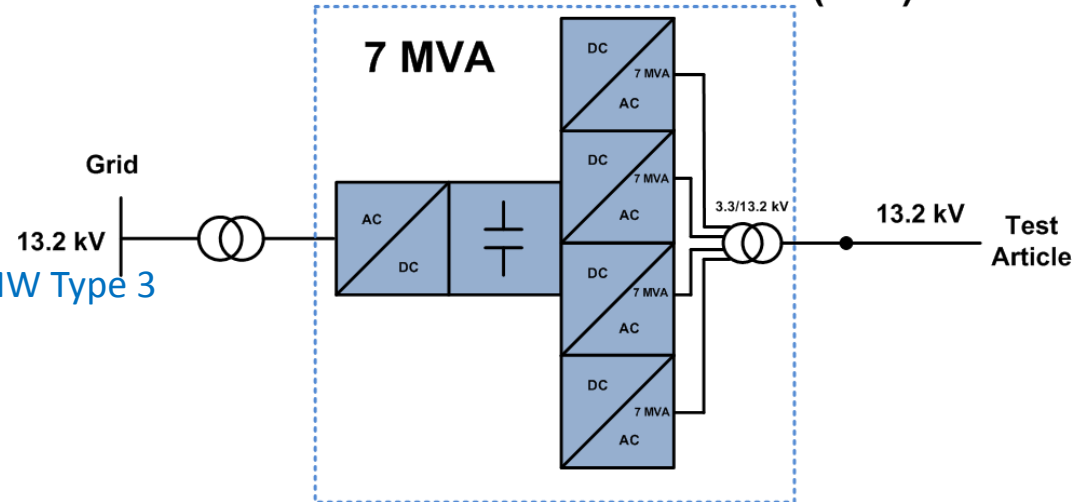 7 MVA
DC
7 MVA
AC
Grid
DC
7 MVA
AC
3.3/13.2 kV
13.2 kV
13.2 kV
AC
DC
Test
Article
Type 3
DC
7 MVA
AC
DC
7 MVA
AC